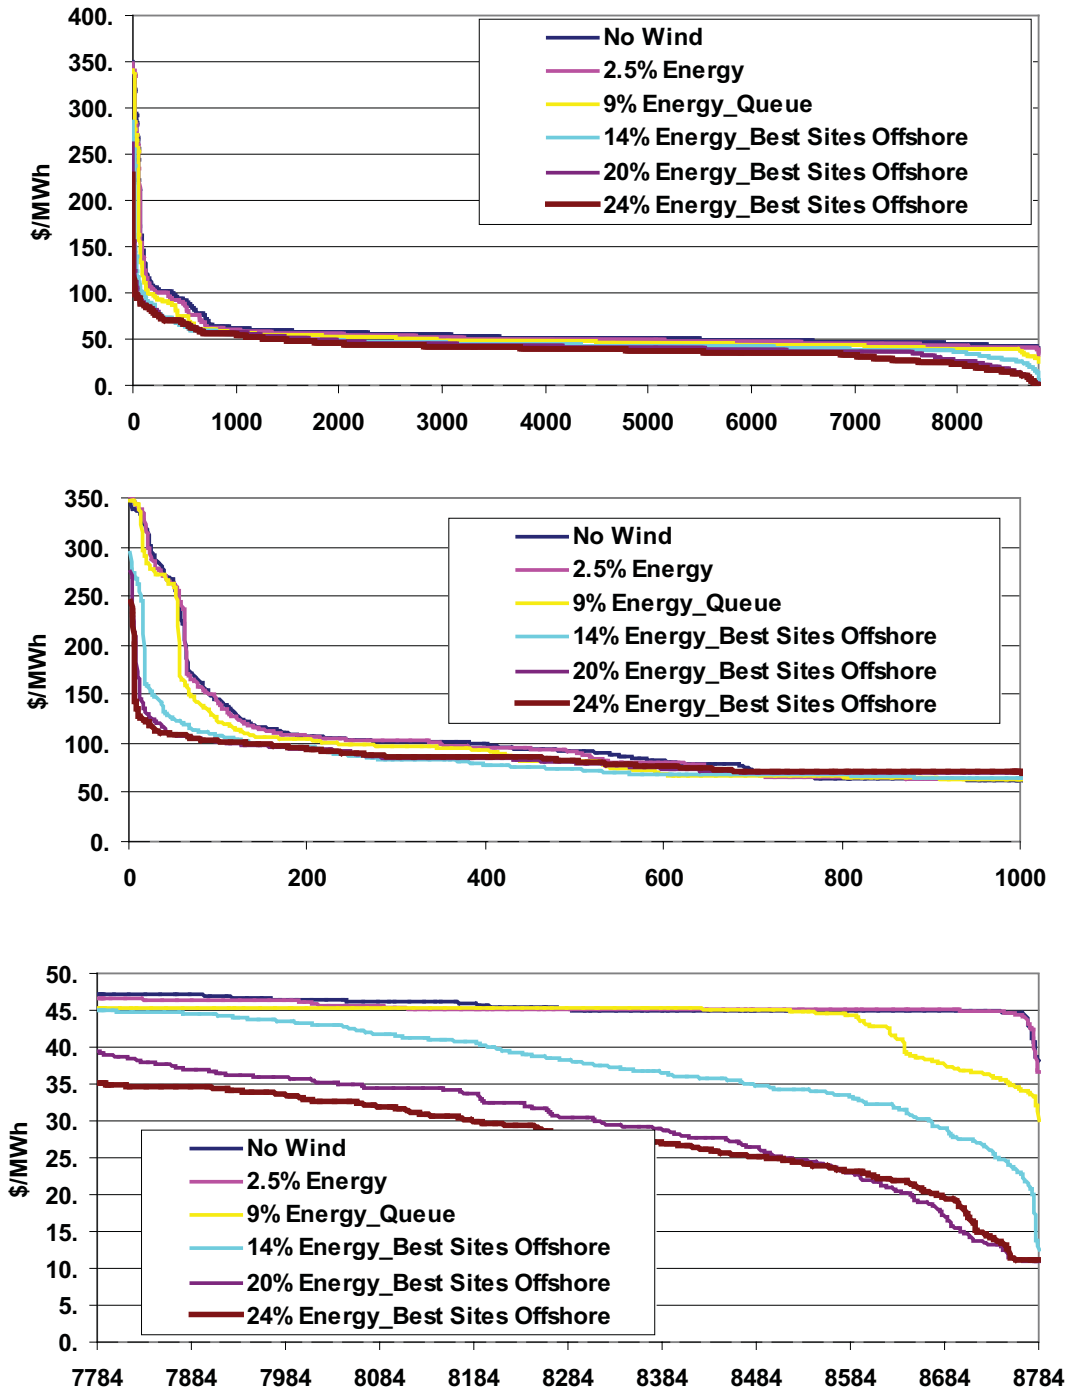 400.
350.
300.
250.
200.
150.
100.
50.
0.
$/MWh
No Wind
2.5% Energy
9% Energy_Queue
14% Energy_Best Sites Offshore
20% Energy_Best Sites Offshore
24% Energy_Best Sites Offshore
0 1000 2000 3000 4000 5000 6000 7000 8000
350.
300.
250.
200.
150.
100.
50.
0.
$/MWh
No Wind
2.5% Energy
9% Energy_Queue
14% Energy_Best Sites Offshore
20% Energy_Best Sites Offshore
24% Energy_Best Sites Offshore
0 200 400 600 800 1000
50.
45.
40.
35.
30.
25.
20.
15.
10.
5.
0.
$/MWh
No Wind
2.5% Energy
9% Energy_Queue
14% Energy_Best Sites Offshore
20% Energy_Best Sites Offshore
24% Energy_Best Sites Offshore
7784 7884 7984 8084 8184 8284 8384 8484 8584 8684 8784